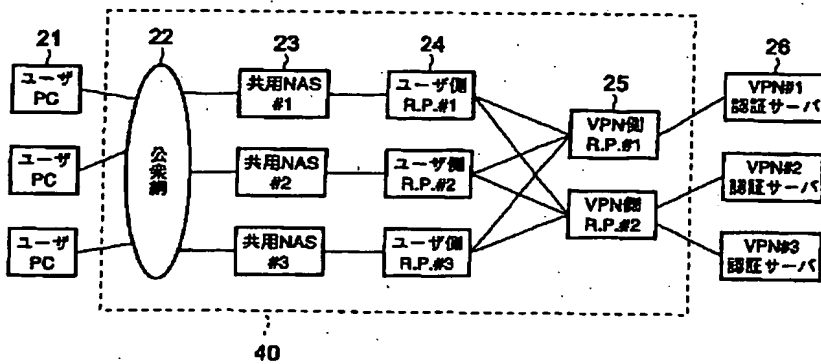 21
22
23
24
25
26
ユーザ
PC
ユーザ
PC
ユーザ
PC
公衆網
共用NAS
#1
共用NAS
#2
共用NAS
#3
ユーザ側
R.P.#1
ユーザ側
R.P.#2
ユーザ側
R.P.#3
VPN側
R.P.#1
VPN側
R.P.#2
VPN#1
認証サーバ
VPN#2
認証サーバ
VPN#3
認証サーバ
40